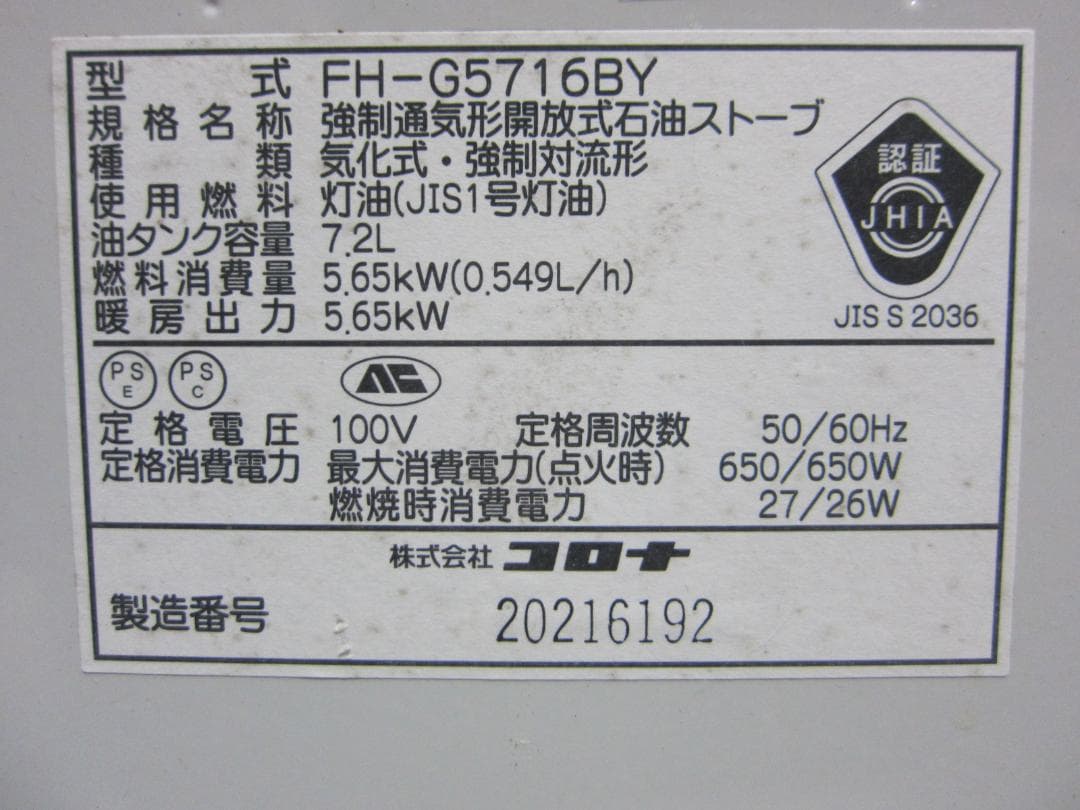 型式 FH-G5716BY
規格名称 強制通気形開放式石油ストーブ
種類 気化式・強制対流形
使用燃料 灯油(JIS1号灯油)
油タンク容量 7.2L
燃料消費量 5.65kW(0.549L/h)
暖房出力 5.65kW
認証
JHIA
JIS S 2036
PS E PS C
定格電圧 100V 定格周波数 50/60Hz
定格消費電力 最大消費電力(点火時) 650/650W
燃焼時消費電力 27/26W
株式会社 コロナ
製造番号 20216192